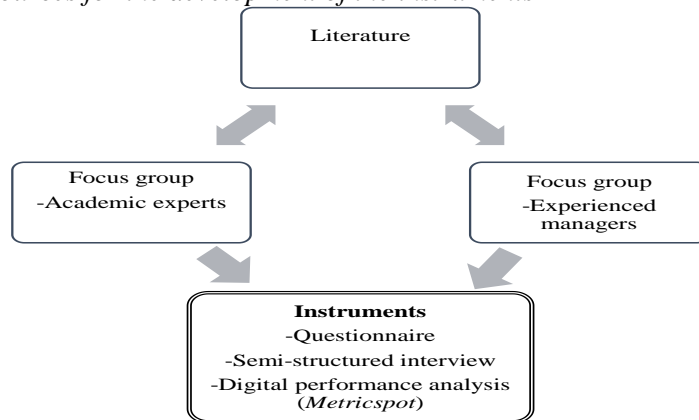 Literature
Focus group
-Academic experts
Focus group
-Experienced
managers
Instruments
-Questionnaire
-Semi-structured interview
-Digital performance analysis
(Metricspot)